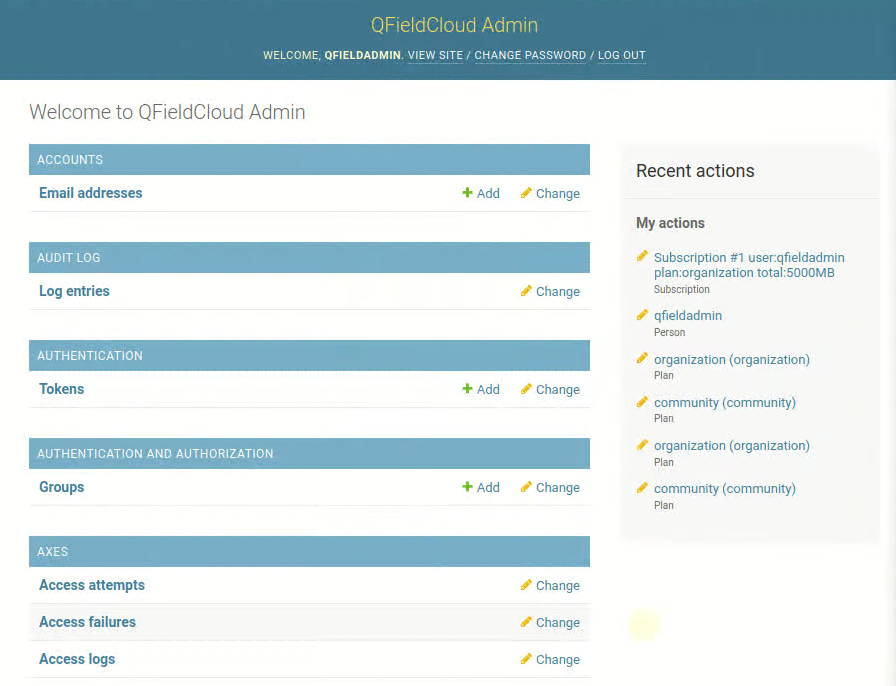 QFieldCloud Admin
WELCOME, QFIELDADMIN. VIEW SITE / CHANGE PASSWORD / LOG OUT
Welcome to QFieldCloud Admin
ACCOUNTS
Email addresses Add Change
AUDIT LOG
Log entries Change
AUTHENTICATION
Tokens Add Change
AUTHENTICATION AND AUTHORIZATION
Groups Add Change
AXES
Access attempts Change
Access failures Change
Access logs Change
Recent actions
My actions
Subscription #1 user:qfieldadmin
plan:organization total:5000MB
Subscription
qfieldadmin
Person
organization (organization)
Plan
community (community)
Plan
organization (organization)
Plan
community (community)
Plan